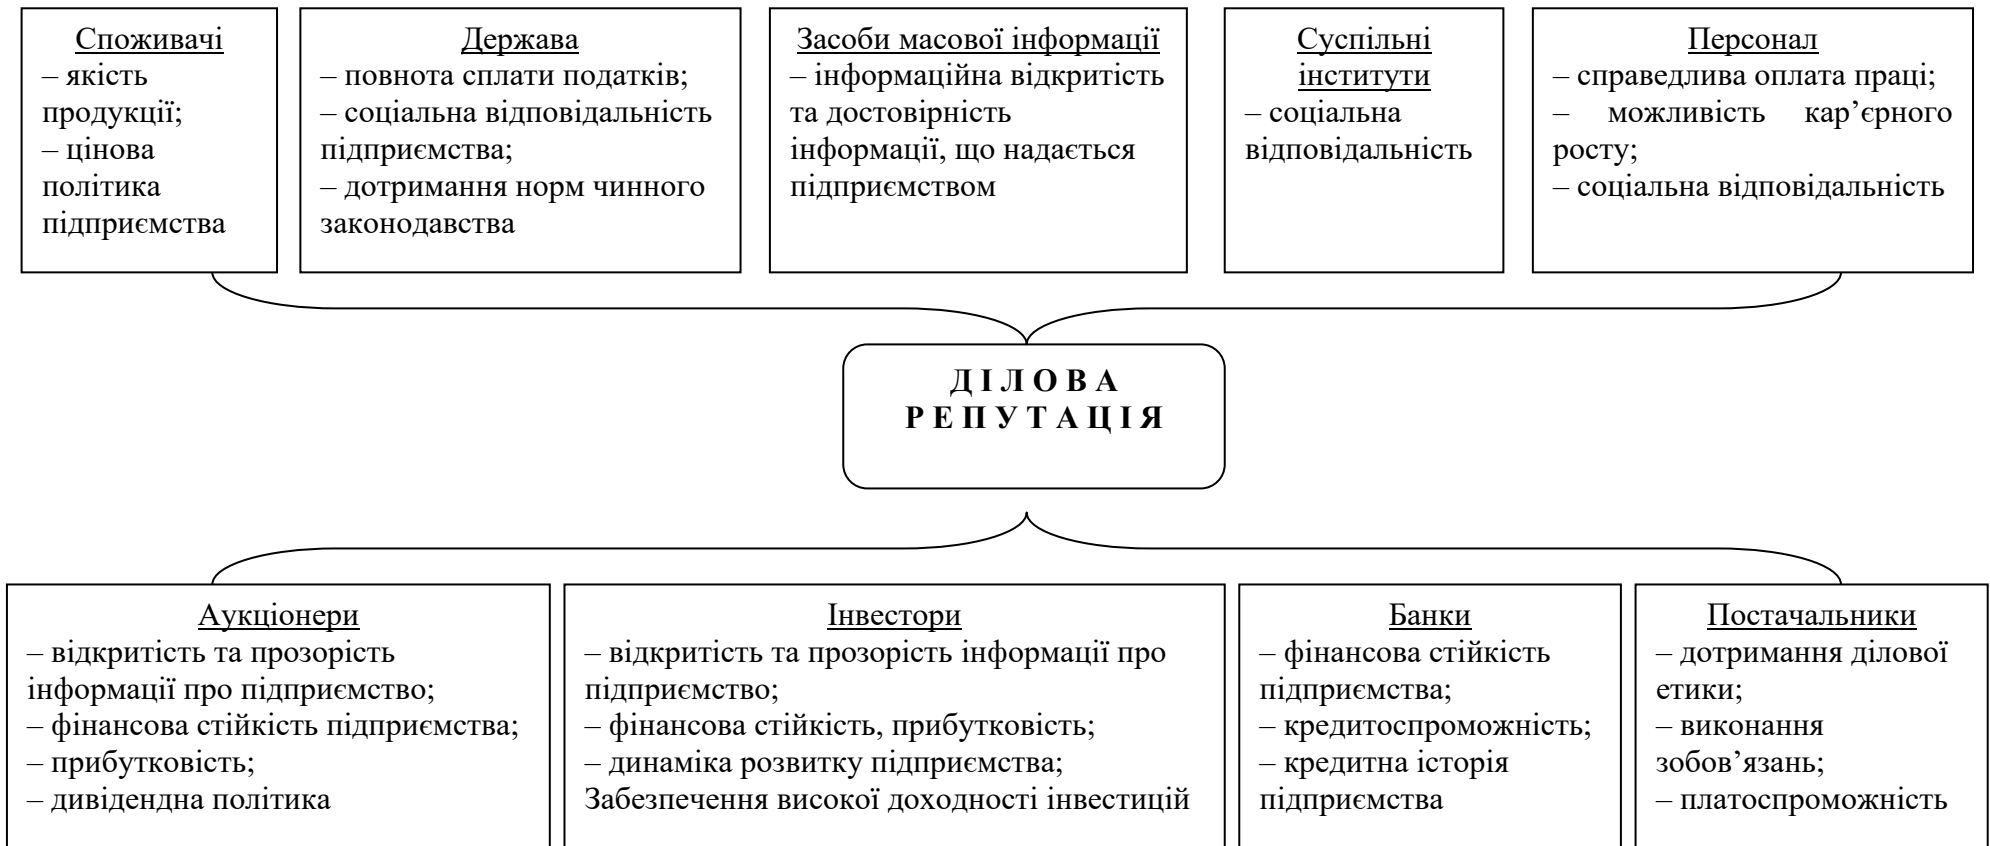 Споживачі
– якість
продукції;
– цінова
політика
підприємства
Держава
– повнота сплати податків;
– соціальна відповідальність
підприємства;
– дотримання норм чинного
законодавства
Засоби масової інформації
– інформаційна відкритість
та достовірність
інформації, що надається
підприємством
Суспільні
інститути
– соціальна
відповідальність
Персонал
– справедлива оплата праці;
– можливість кар’єрного
росту;
– соціальна відповідальність
Д І Л О В А
Р Е П У Т А Ц І Я
Аукціонери
– відкритість та прозорість
інформації про підприємство;
– фінансова стійкість підприємства;
– прибутковість;
– дивідендна політика
Інвестори
– відкритість та прозорість інформації про
підприємство;
– фінансова стійкість, прибутковість;
– динаміка розвитку підприємства;
Забезпечення високої доходності інвестицій
Банки
– фінансова стійкість
підприємства;
– кредитоспроможність;
– кредитна історія
підприємства
Постачальники
– дотримання ділової
етики;
– виконання
зобов’язань;
– платоспроможність